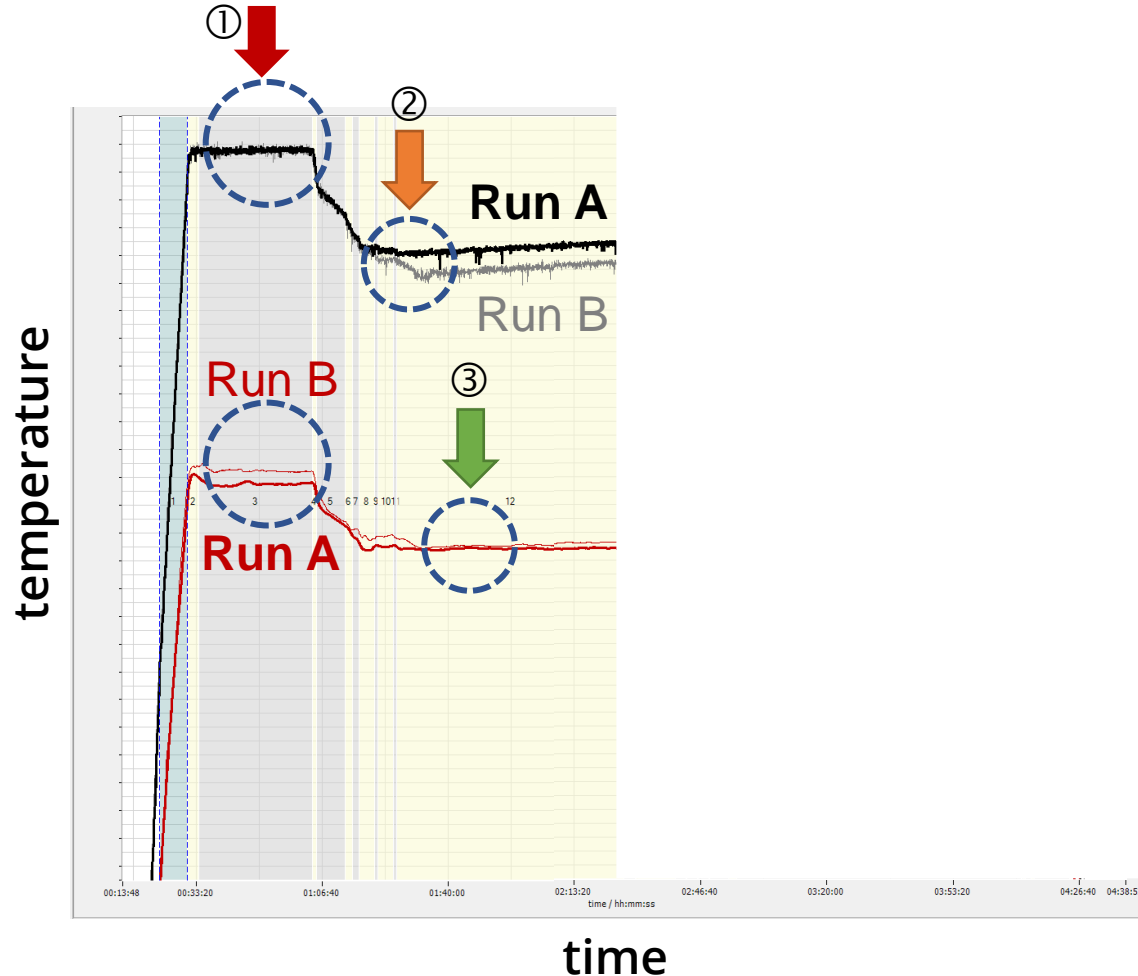 ①
②
Run A
Run B
③
Run B
1 2 3 4 5 6 7 8 9 10 11 12
Run A
temperature
00:13:48 00:33:20 01:06:40 01:40:00 02:13:20 02:46:40 03:20:00 03:53:20 04:26:40
time / hh:mm:ss
time